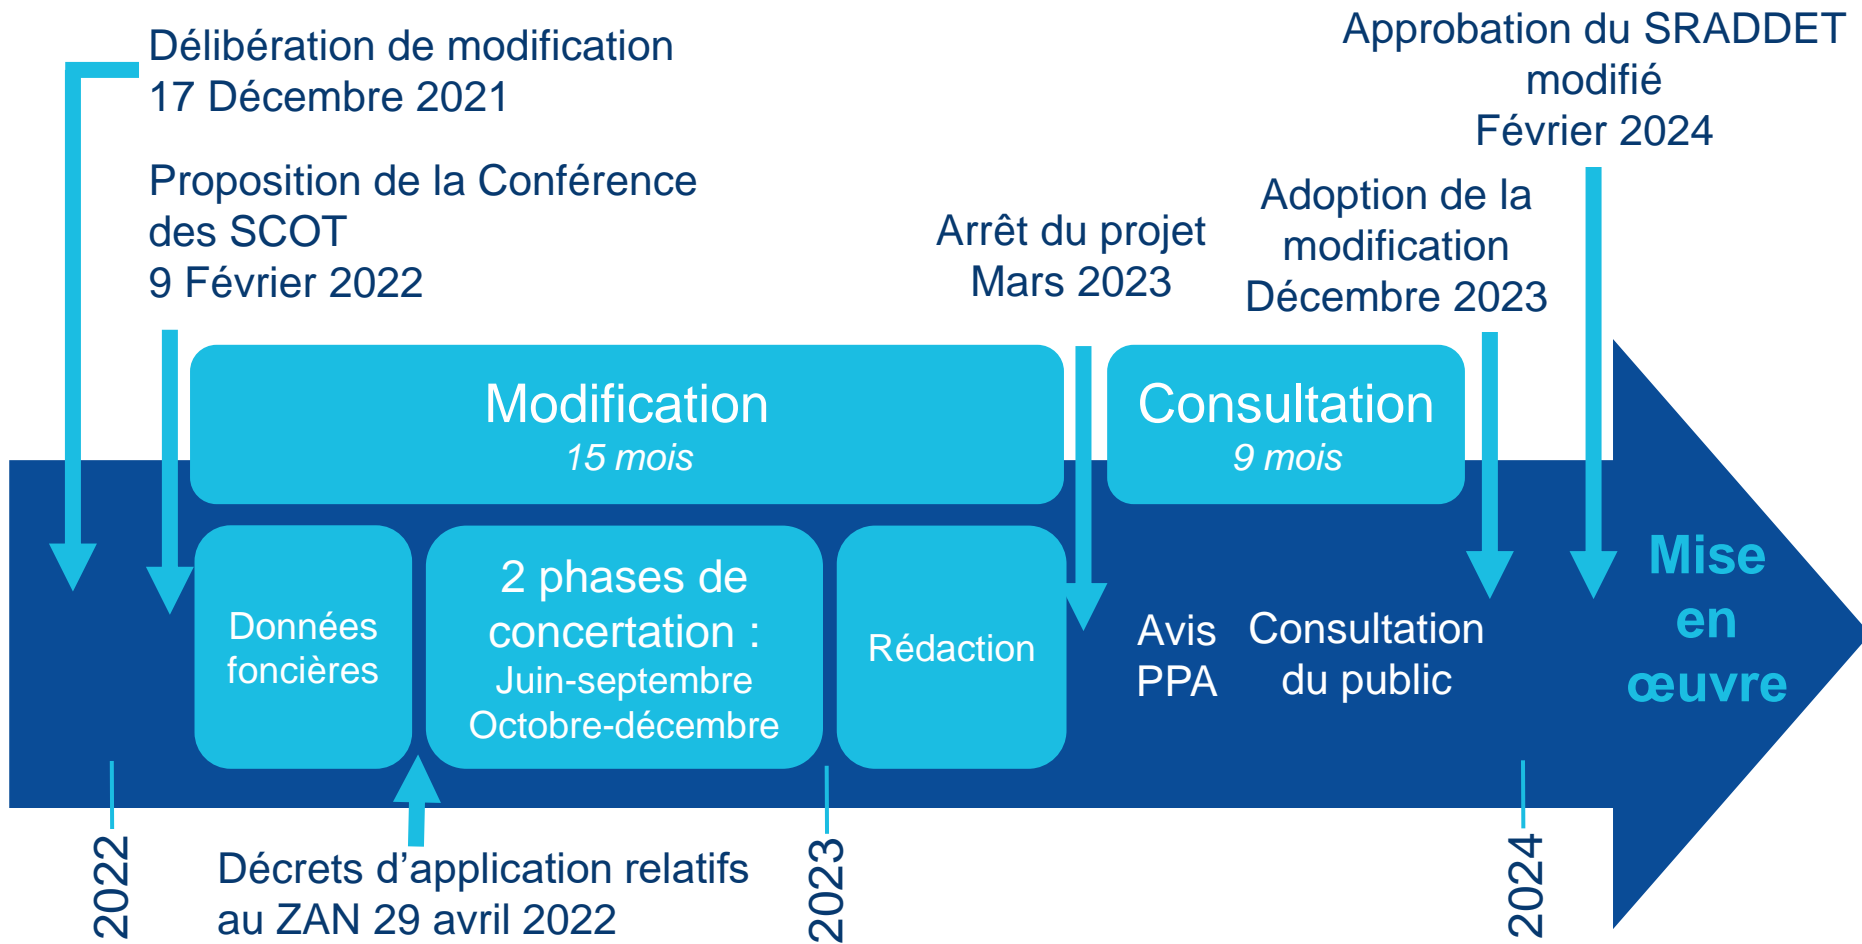 Délibération de modification
17 Décembre 2021
Proposition de la Conférence
des SCOT
9 Février 2022
Arrêt du projet
Mars 2023
Adoption de la
modification
Décembre 2023
Approbation du SRADDET
modifié
Février 2024
Modification
15 mois
Consultation
9 mois
Données
foncières
2 phases de
concertation :
Juin-septembre
Octobre-décembre
Rédaction
Avis
PPA
Consultation
du public
Mise
en
œuvre
2022
Décrets d’application relatifs
au ZAN 29 avril 2022
2023
2024